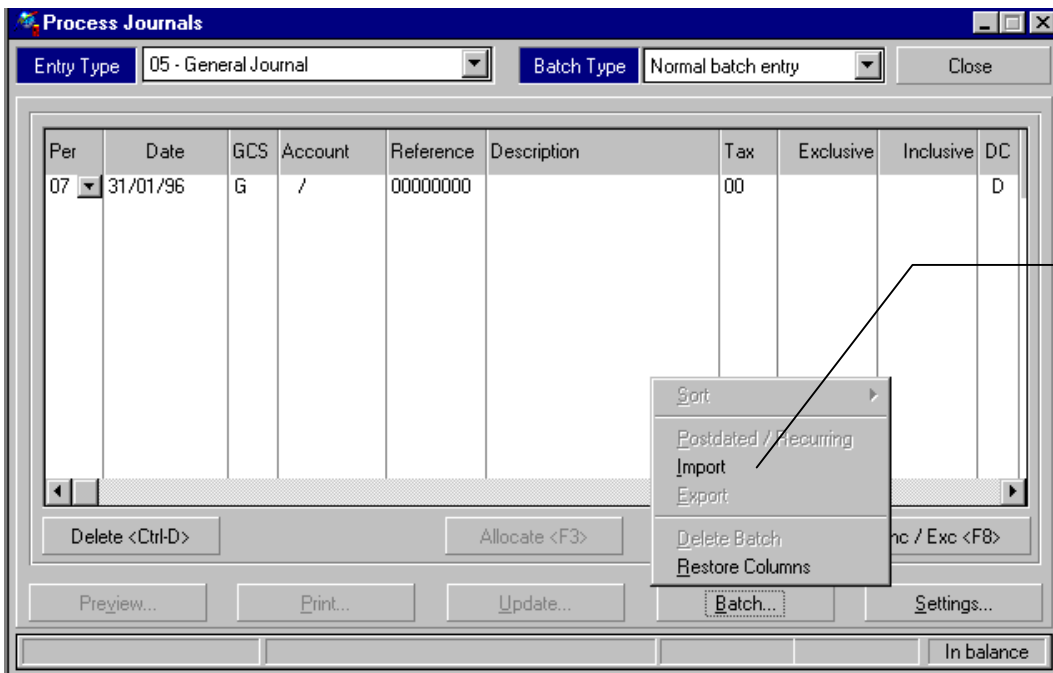 Process Journals
Entry Type 05 - General Journal Batch Type Normal batch entry Close
Per Date GCS Account Reference Description Tax Exclusive Inclusive DC
07 31/01/96 G / 00000000 00 D
Sort
Postdated / Recurring
Import
Export
Delete Batch
Restore Columns
Delete <Ctrl-D> Allocate <F3> nc / Exc <F8>
Preview... Print... Update... Batch... Settings...
In balance